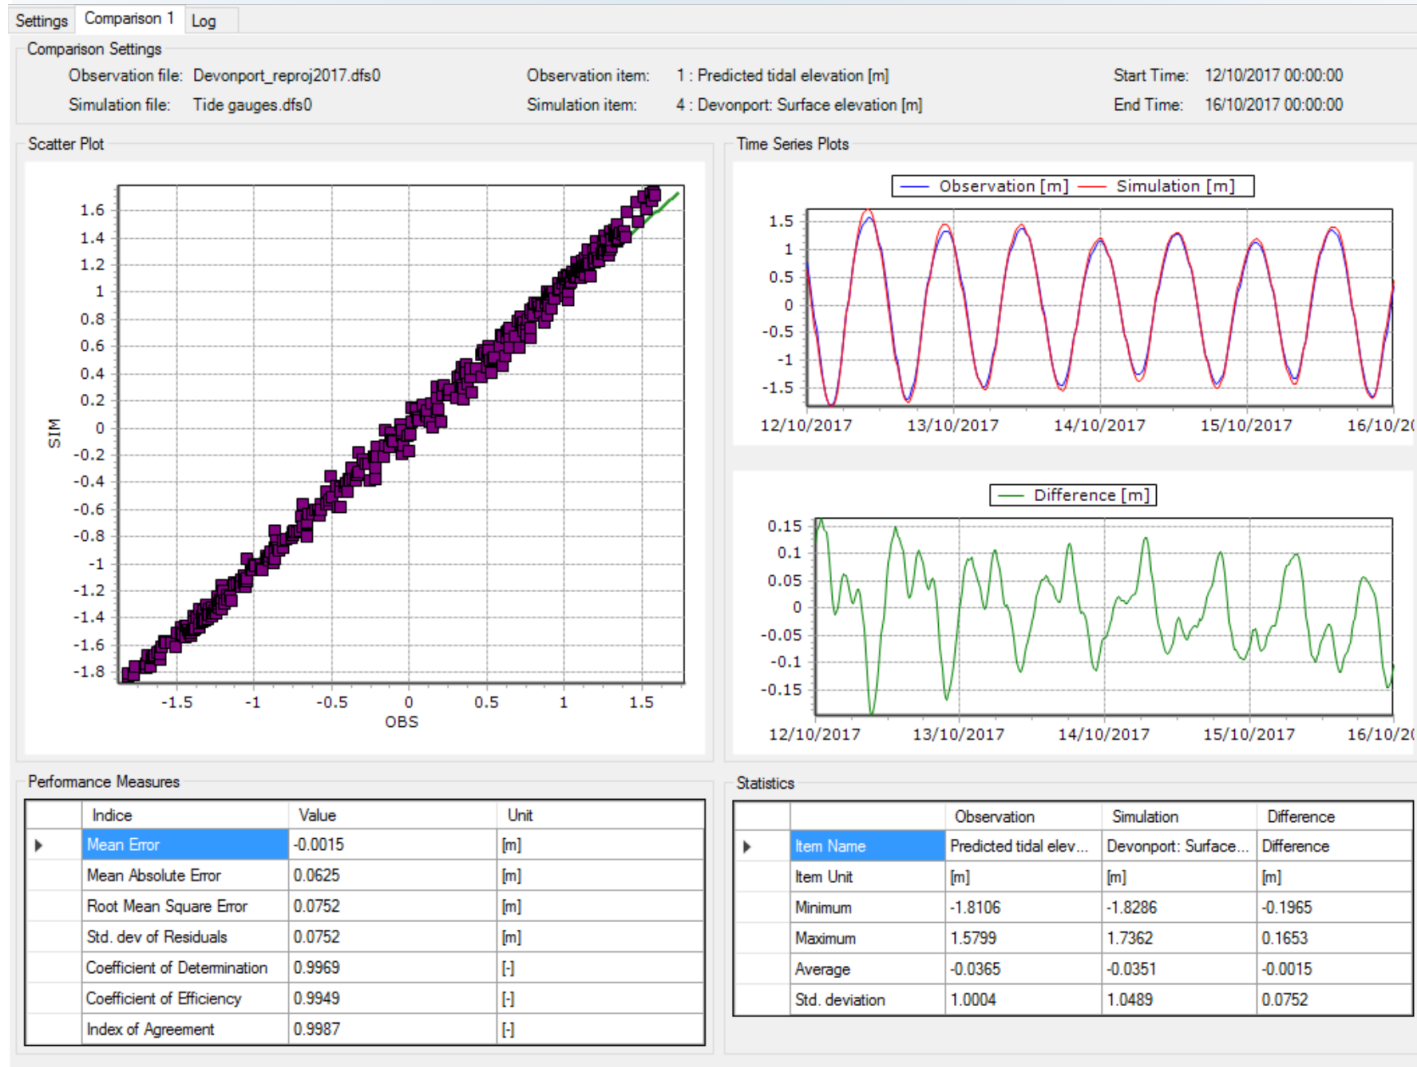 Settings Comparison 1 Log
Comparison Settings
Observation file: Devonport_reproj2017.dfs0 Observation item: 1 : Predicted tidal elevation [m] Start Time: 12/10/2017 00:00:00
Simulation file: Tide gauges.dfs0 Simulation item: 4 : Devonport: Surface elevation [m] End Time: 16/10/2017 00:00:00
Scatter Plot
1.6
1.4
1.2
1
0.8
0.6
0.4
0.2
0
-0.2
-0.4
-0.6
-0.8
-1
-1.2
-1.4
-1.6
-1.8
SIM
-1.5 -1 -0.5 0 0.5 1 1.5
OBS
Time Series Plots
Observation [m] Simulation [m]
1.5
1
0.5
0
-0.5
-1
-1.5
12/10/2017 13/10/2017 14/10/2017 15/10/2017 16/10/2
Difference [m]
0.15
0.1
0.05
0
-0.05
-0.1
-0.15
12/10/2017 13/10/2017 14/10/2017 15/10/2017 16/10/2
Performance Measures
Indice Value Unit
Mean Error -0.0015 [m]
Mean Absolute Error 0.0625 [m]
Root Mean Square Error 0.0752 [m]
Std. dev of Residuals 0.0752 [m]
Coefficient of Determination 0.9969 [-]
Coefficient of Efficiency 0.9949 [-]
Index of Agreement 0.9987 [-]
Statistics
Observation Simulation Difference
Item Name Predicted tidal elev... Devonport: Surface... Difference
Item Unit [m] [m] [m]
Minimum -1.8106 -1.8286 -0.1965
Maximum 1.5799 1.7362 0.1653
Average -0.0365 -0.0351 -0.0015
Std. deviation 1.0004 1.0489 0.0752